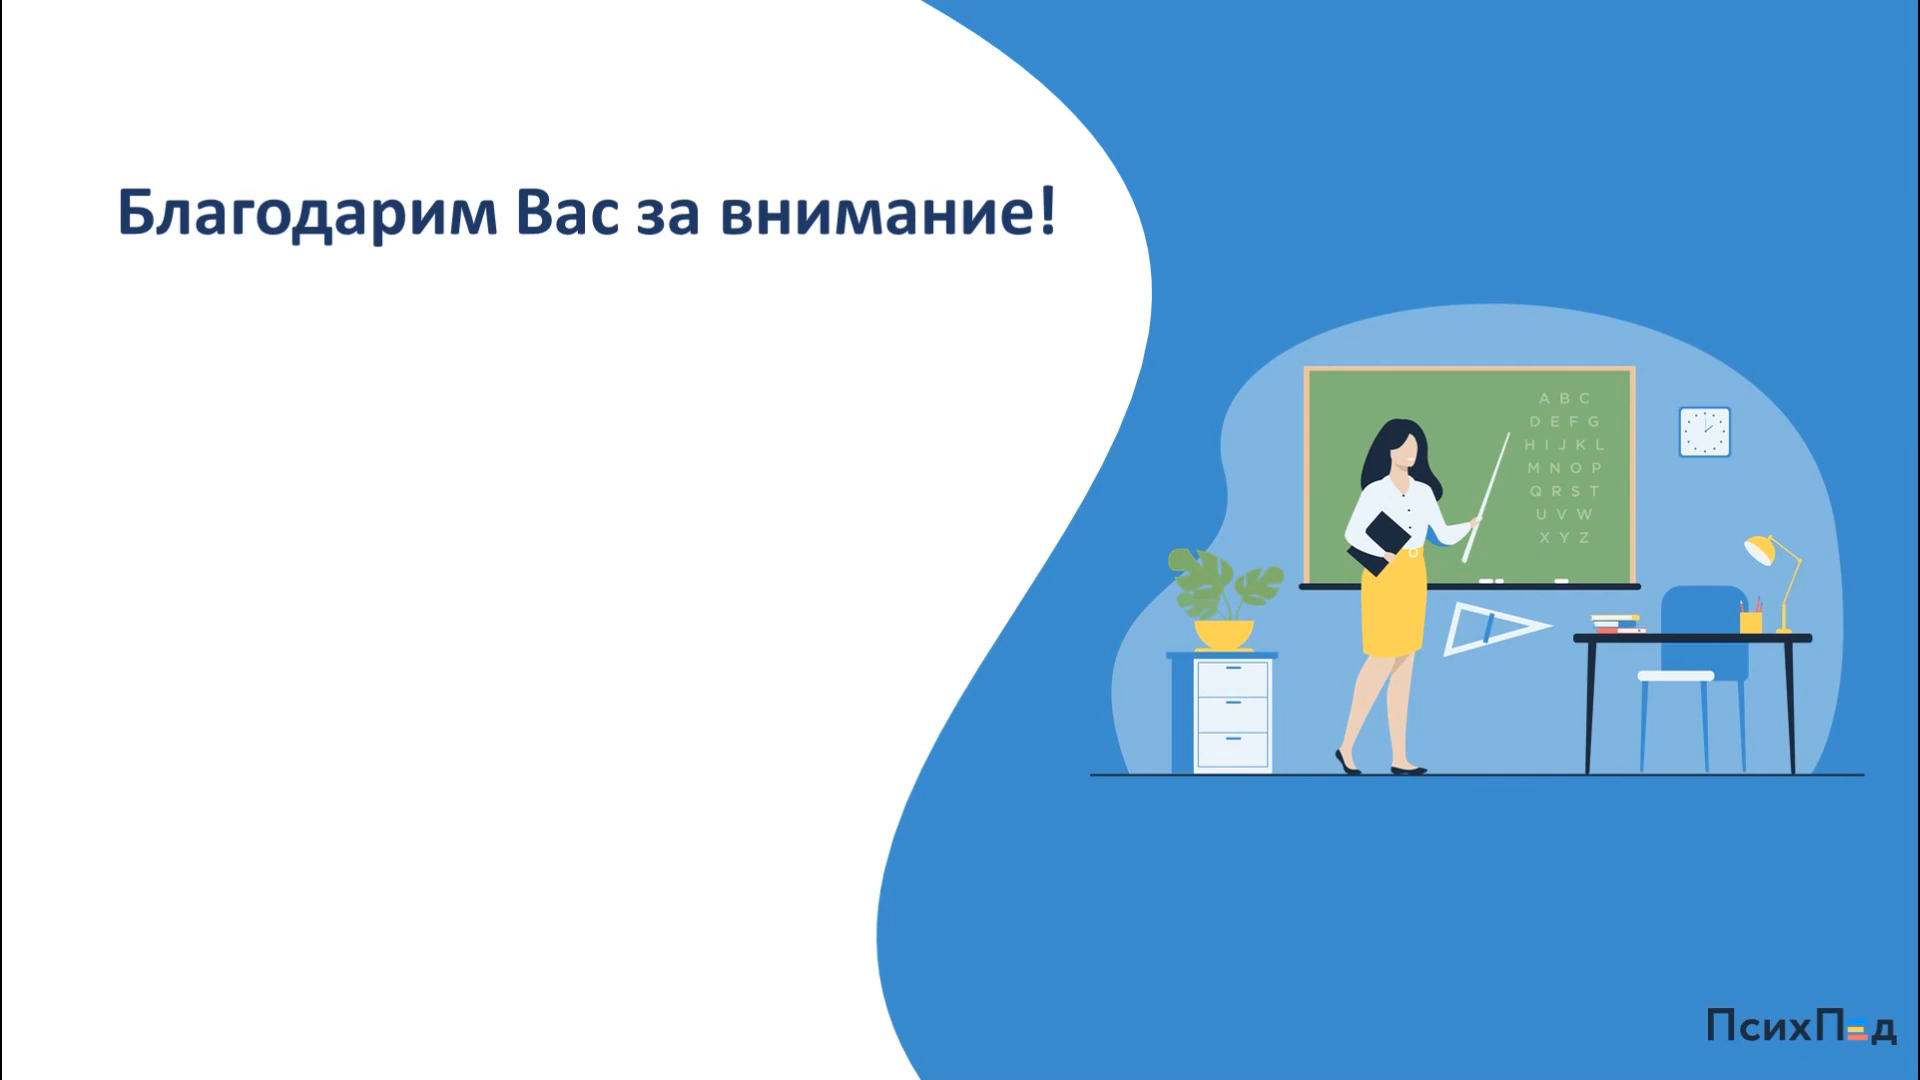 Благодарим Вас за внимание!
A B C
D E F G
H I J K L
M N O P
Q R S T
U V W
X Y Z
ПсихПед